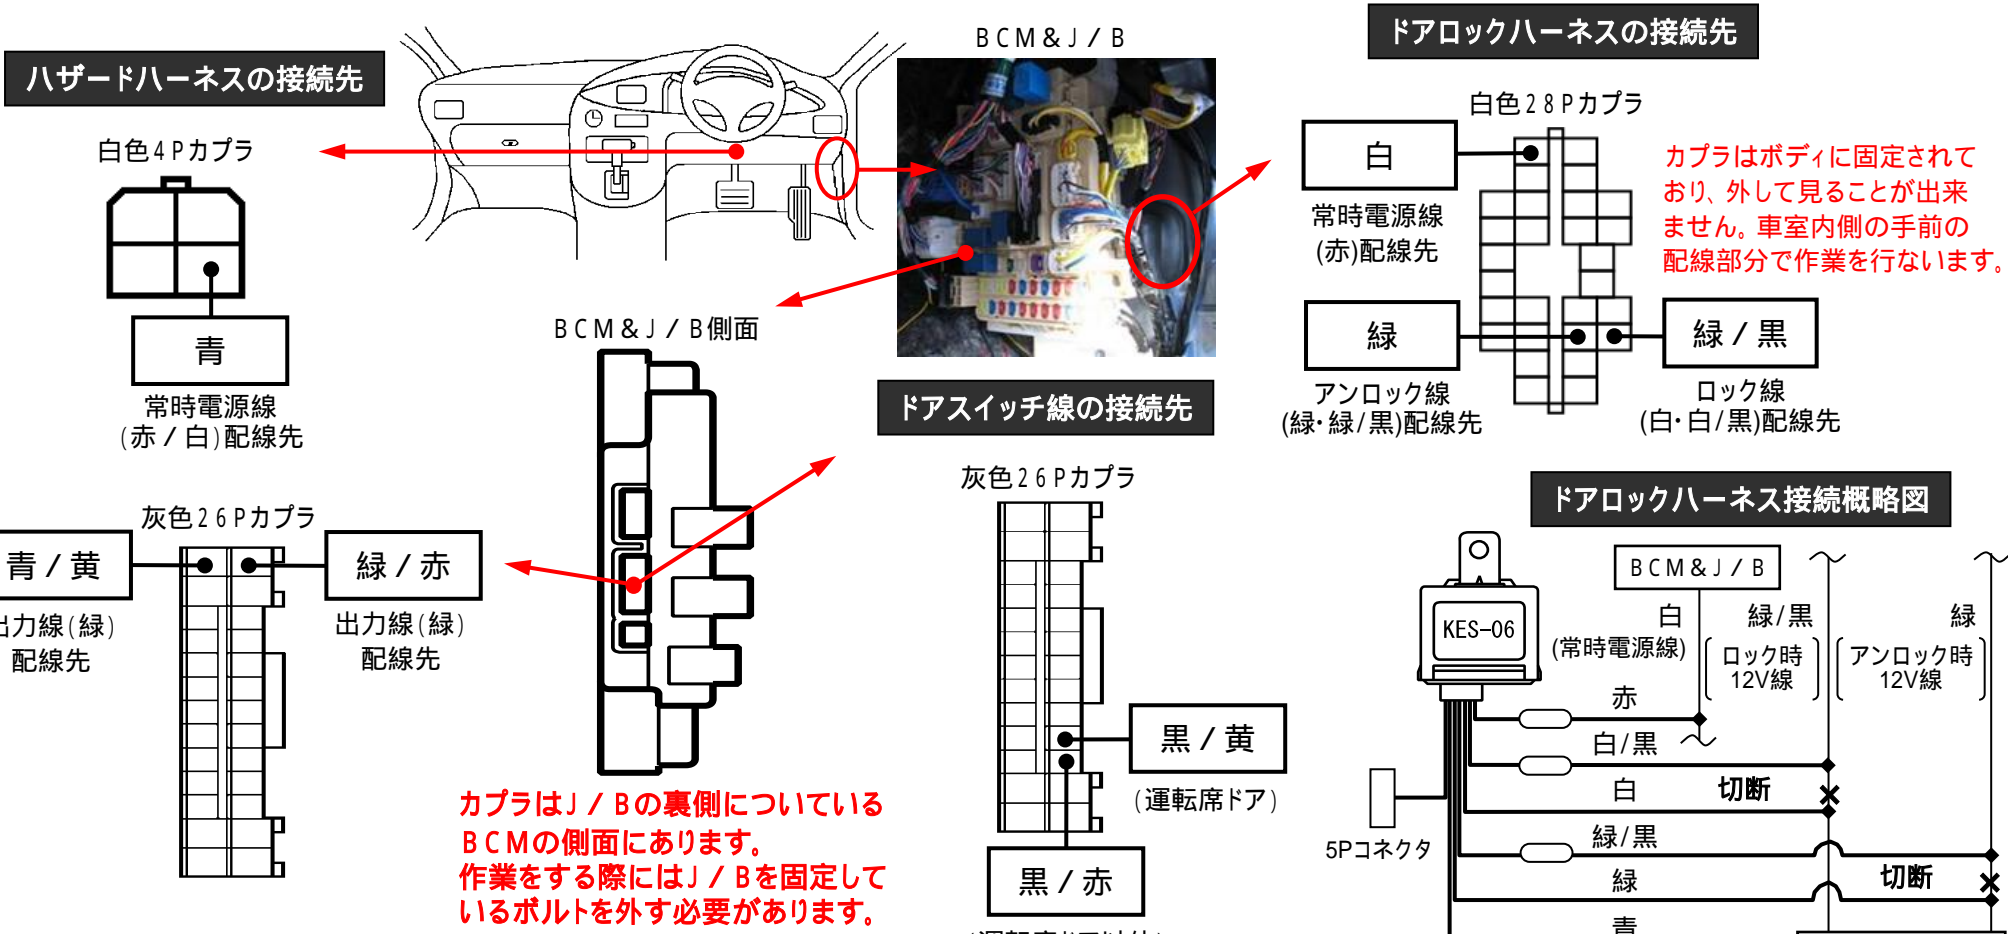 ハザードハーネスの接続先
白色4Pカプラ
青
常時電源線
(赤/白)配線先
灰色26Pカプラ
青/黄
緑/赤
出力線(緑)
配線先
出力線(緑)
配線先
BCM&J/B
BCM&J/B側面
カプラはJ/Bの裏側についている
BCMの側面にあります。
作業をする際にはJ/Bを固定して
いるボルトを外す必要があります。
ドアスイッチ線の接続先
灰色26Pカプラ
黒/黄
(運転席ドア)
黒/赤
ドアロックハーネスの接続先
白色28Pカプラ
白
常時電源線
(赤)配線先
カプラはボディに固定されて
おり、外して見ることが出来
ません。車室内側の手前の
配線部分で作業を行ないます。
緑
アンロック線
(緑・緑/黒)配線先
緑/黒
ロック線
(白・白/黒)配線先
ドアロックハーネス接続概略図
KES-06
BCM&J/B
白
(常時電源線)
緑/黒
ロック時
12V線
緑
アンロック時
12V線
赤
白/黒
白
切断
緑/黒
緑
切断
青
5Pコネクタ